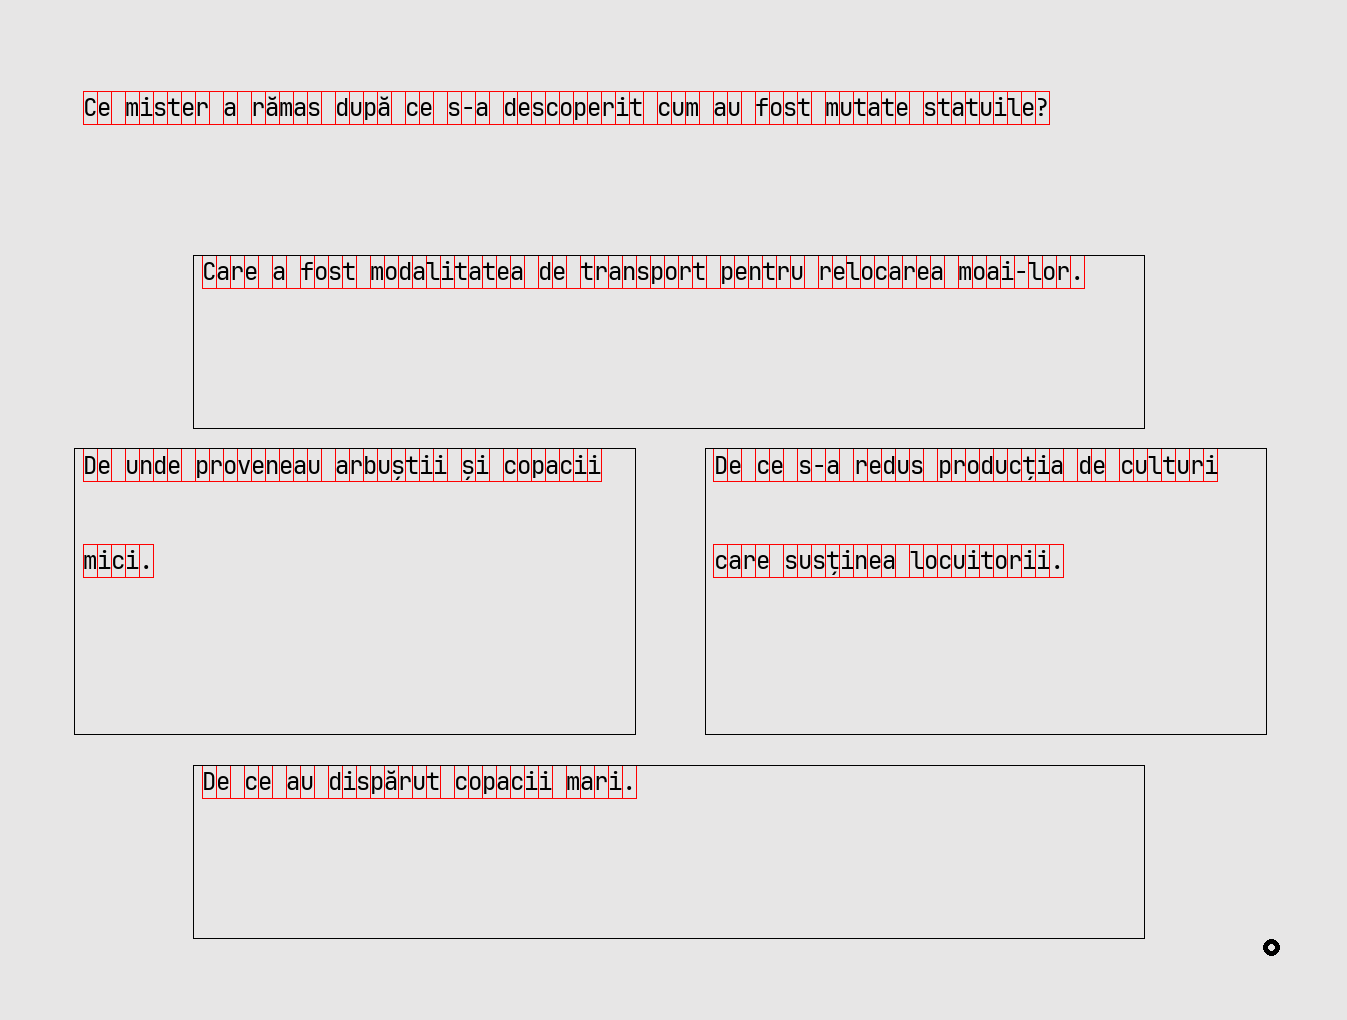 Ce mister a rămas după ce s-a descoperit cum au fost mutate statuile?
Care a fost modalitatea de transport pentru relocarea moai-lor.
De unde proveneau arbuștii și copacii
mici.
De ce s-a redus producția de culturi
care susținea locuitorii.
De ce au dispărut copacii mari.